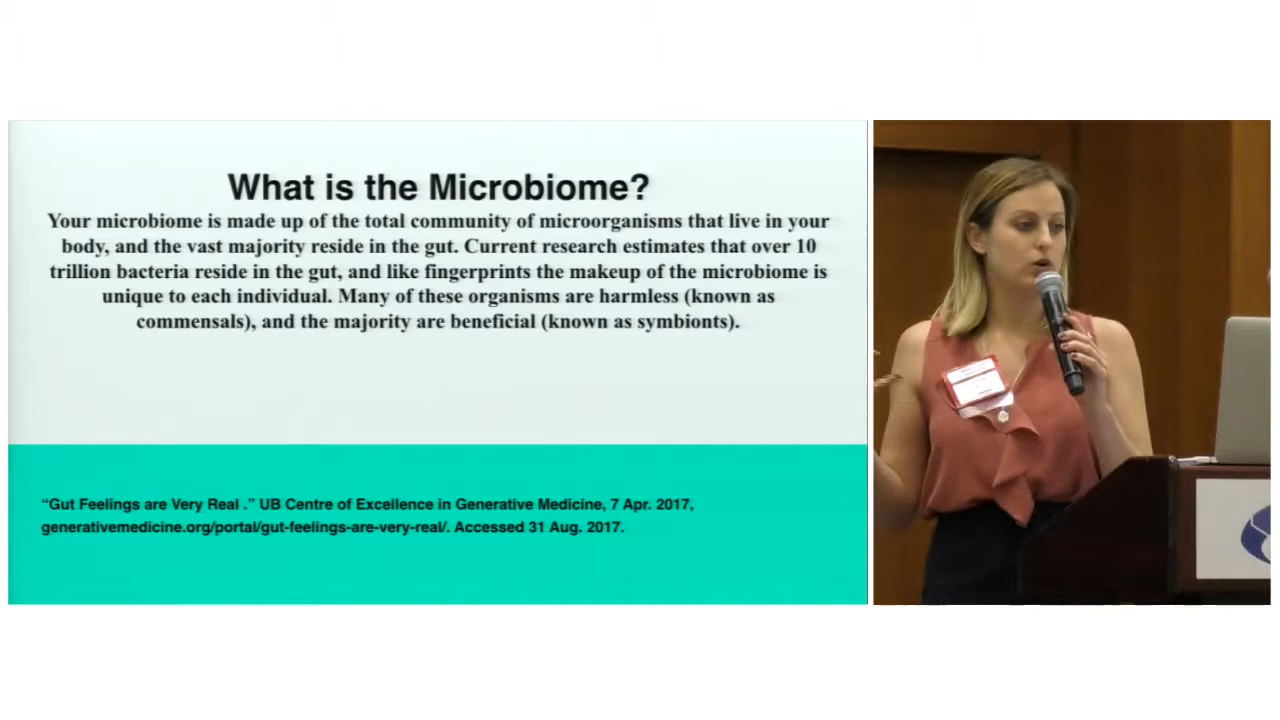 What is the Microbiome?
Your microbiome is made up of the total community of microorganisms that live in your
body, and the vast majority reside in the gut. Current research estimates that over 10
trillion bacteria reside in the gut, and like fingerprints the makeup of the microbiome is
unique to each individual. Many of these organisms are harmless (known as
commensals), and the majority are beneficial (known as symbionts).
“Gut Feelings are Very Real .” UB Centre of Excellence in Generative Medicine, 7 Apr. 2017,
generativemedicine.org/portal/gut-feelings-are-very-real/. Accessed 31 Aug. 2017.